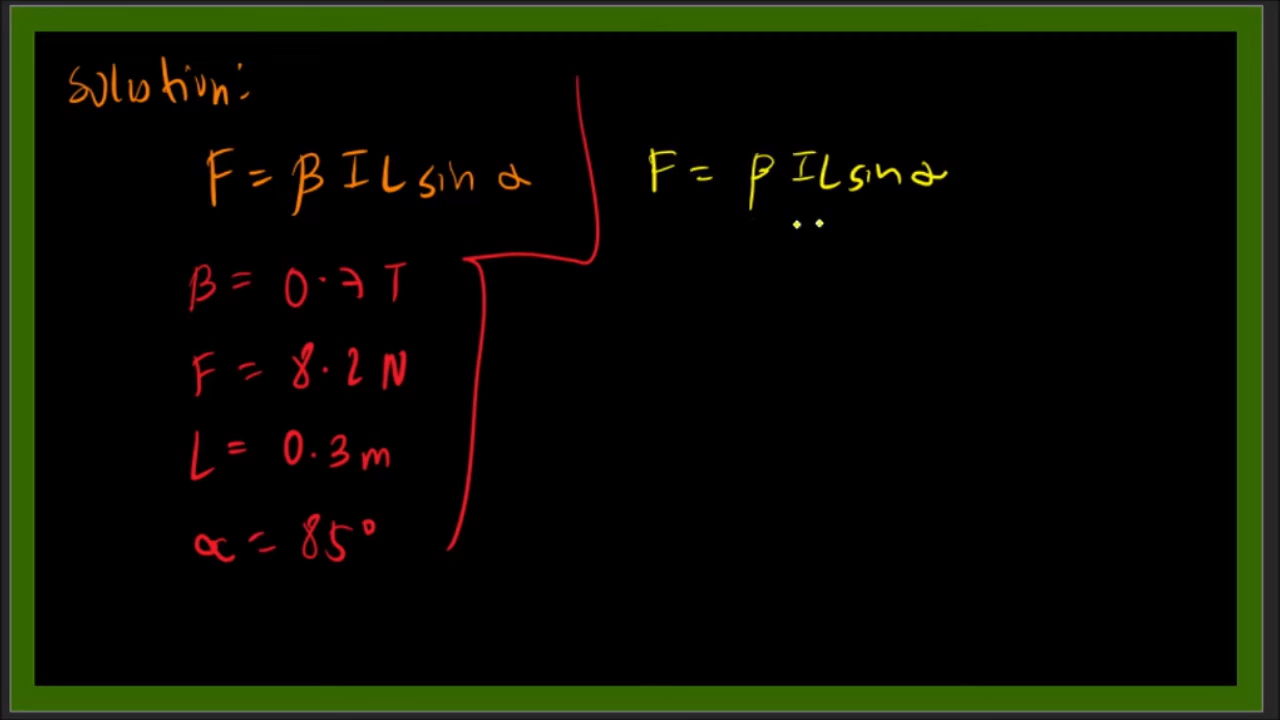 Solution:
F = β I L sin α
β = 0.7 T
F = 8.2 N
L = 0.3 m
α = 85°
F = β I L sin α